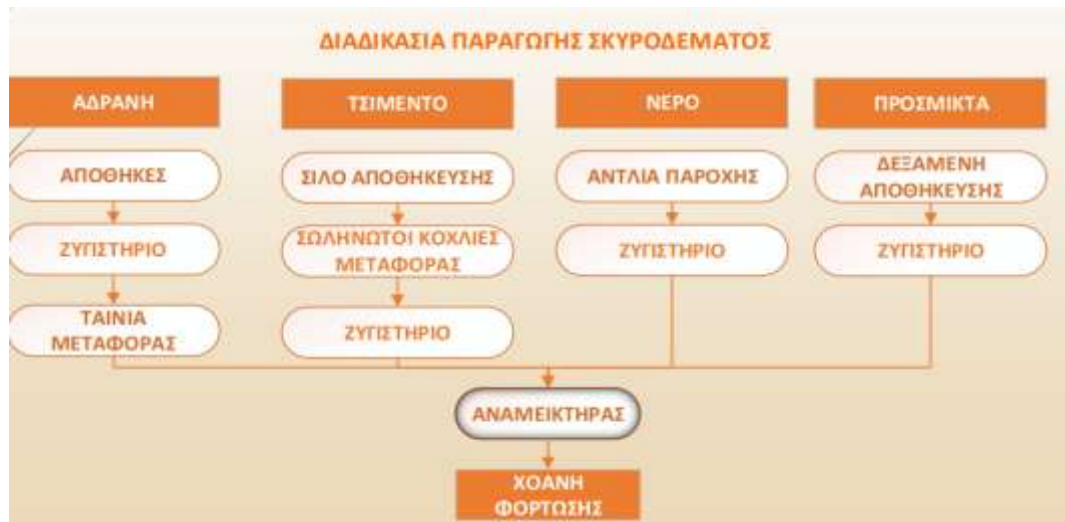 ΔΙΑΔΙΚΑΣΙΑ ΠΑΡΑΓΩΓΗΣ ΣΚΥΡΟΔΕΜΑΤΟΣ
ΑΔΡΑΝΗ
ΤΣΙΜΕΝΤΟ
ΝΕΡΟ
ΠΡΟΣΜΙΚΤΑ
ΑΠΟΘΗΚΕΣ
ΣΙΛΟ ΑΠΟΘΗΚΕΥΣΗΣ
ΑΝΤΛΙΑ ΠΑΡΟΧΗΣ
ΔΕΞΑΜΕΝΗ
ΑΠΟΘΗΚΕΥΣΗΣ
ΖΥΓΙΣΤΗΡΙΟ
ΣΩΛΗΝΩΤΟΙ ΚΟΧΛΙΕΣ
ΜΕΤΑΦΟΡΑΣ
ΖΥΓΙΣΤΗΡΙΟ
ΖΥΓΙΣΤΗΡΙΟ
ΤΑΙΝΙΑ
ΜΕΤΑΦΟΡΑΣ
ΖΥΓΙΣΤΗΡΙΟ
ΑΝΑΜΕΙΚΤΗΡΑΣ
ΧΟΑΝΗ
ΦΟΡΤΩΣΗΣ